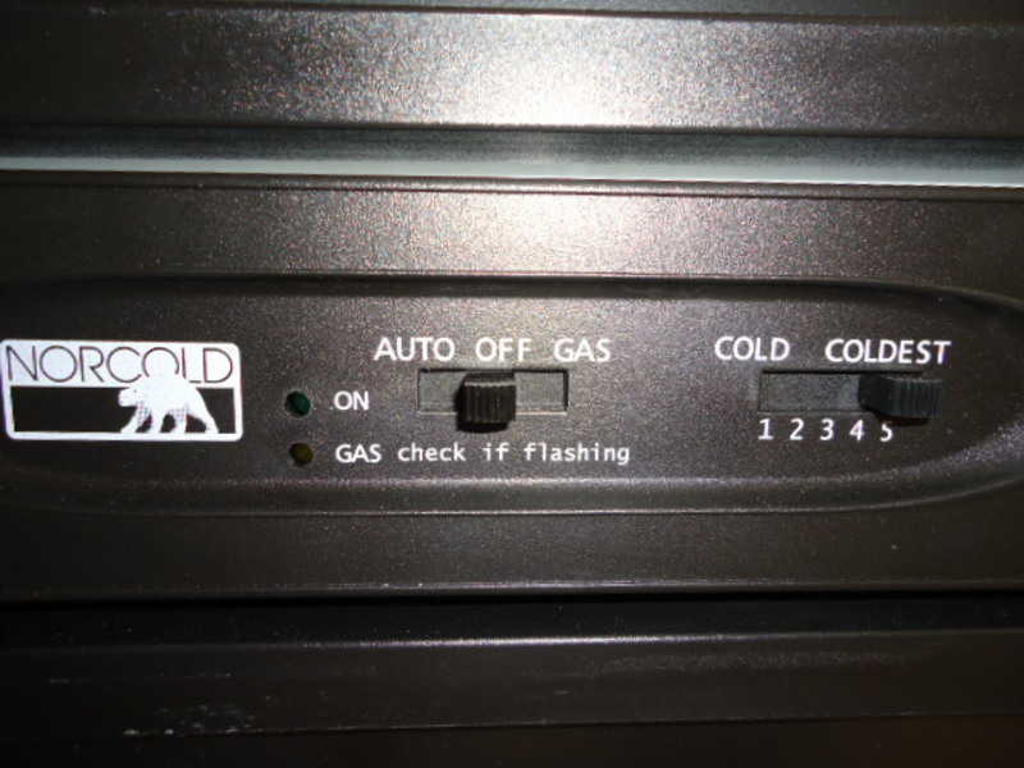 NORCOLD
AUTO OFF GAS
COLD COLDEST
ON
1 2 3 4 5
GAS check if flashing